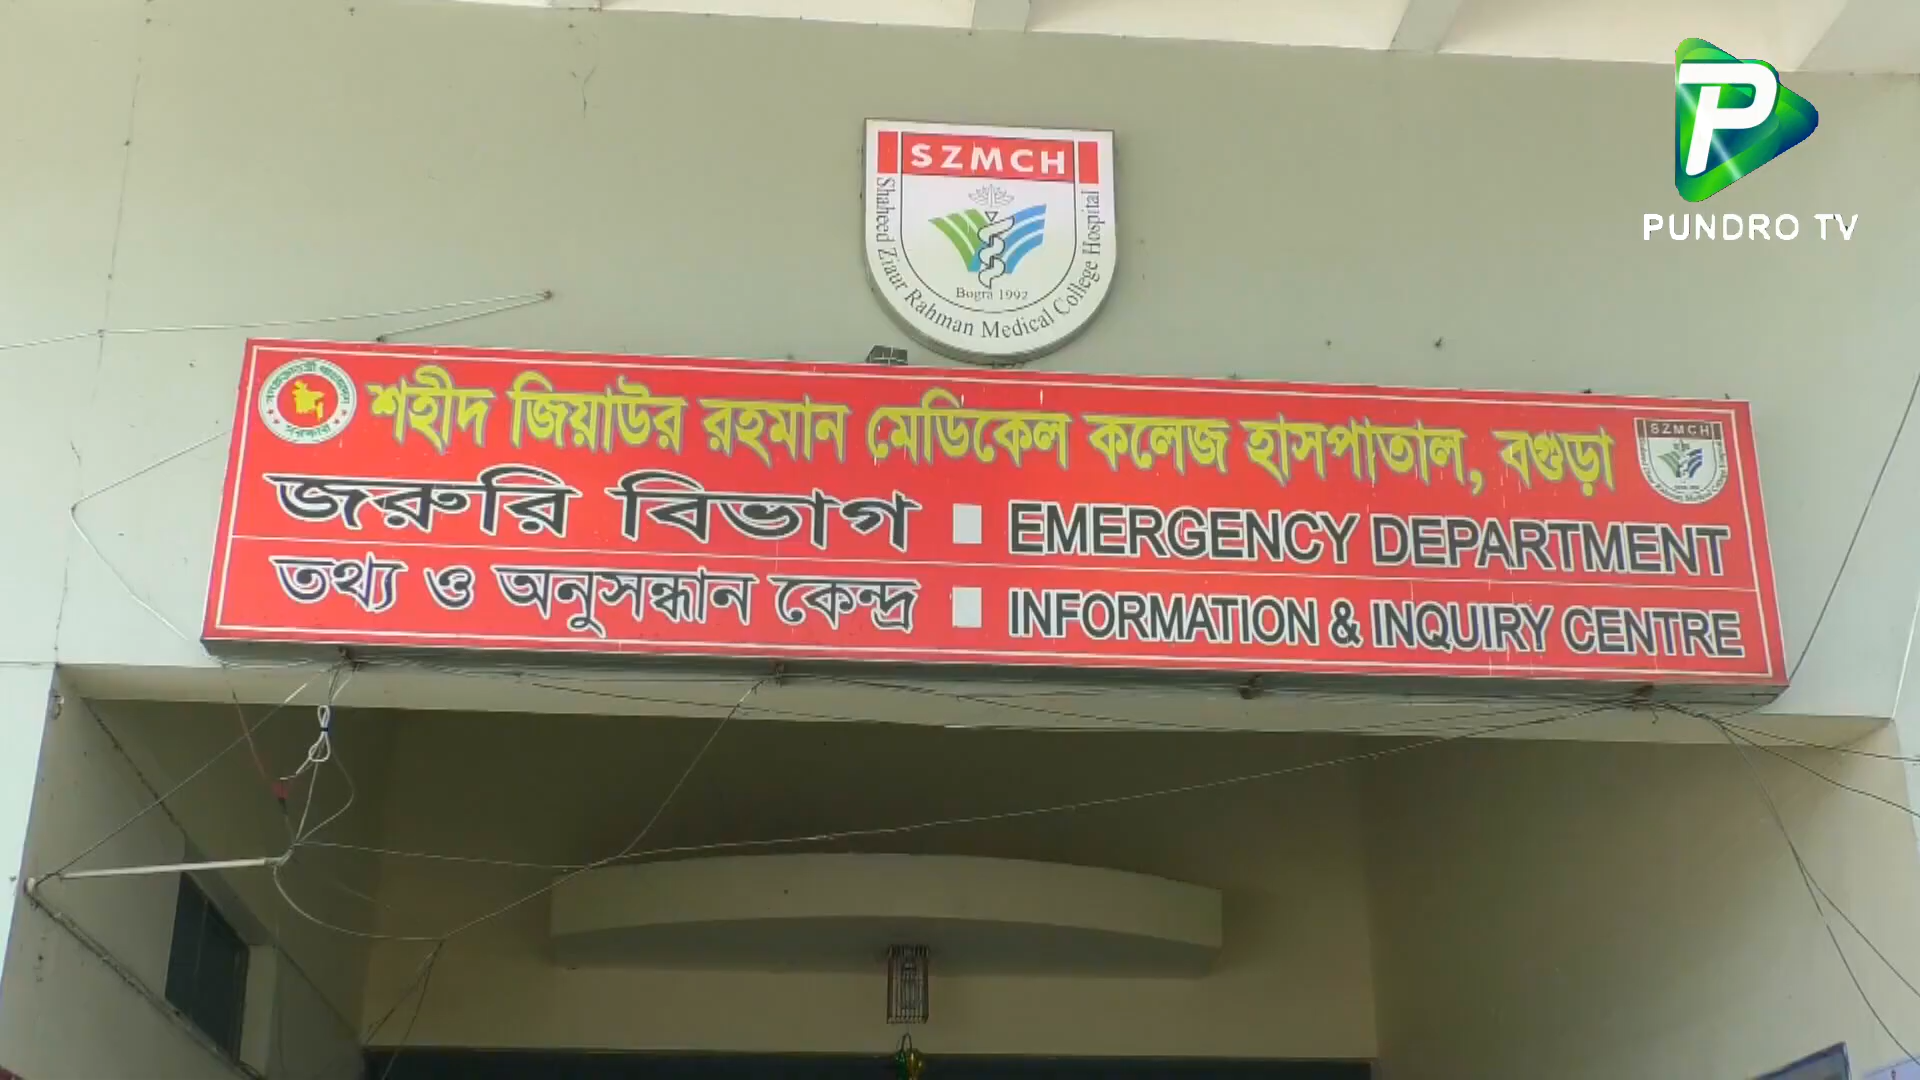 PUNDRO TV
SZMCH
Shaheed Ziaur Rahman Medical College Hospital
Bogra 1992
শহীদ জিয়াউর রহমান মেডিকেল কলেজ হাসপাতাল, বগুড়া
SZMCH
জরুরি বিভাগ EMERGENCY DEPARTMENT
তথ্য ও অনুসন্ধান কেন্দ্র INFORMATION & INQUIRY CENTRE